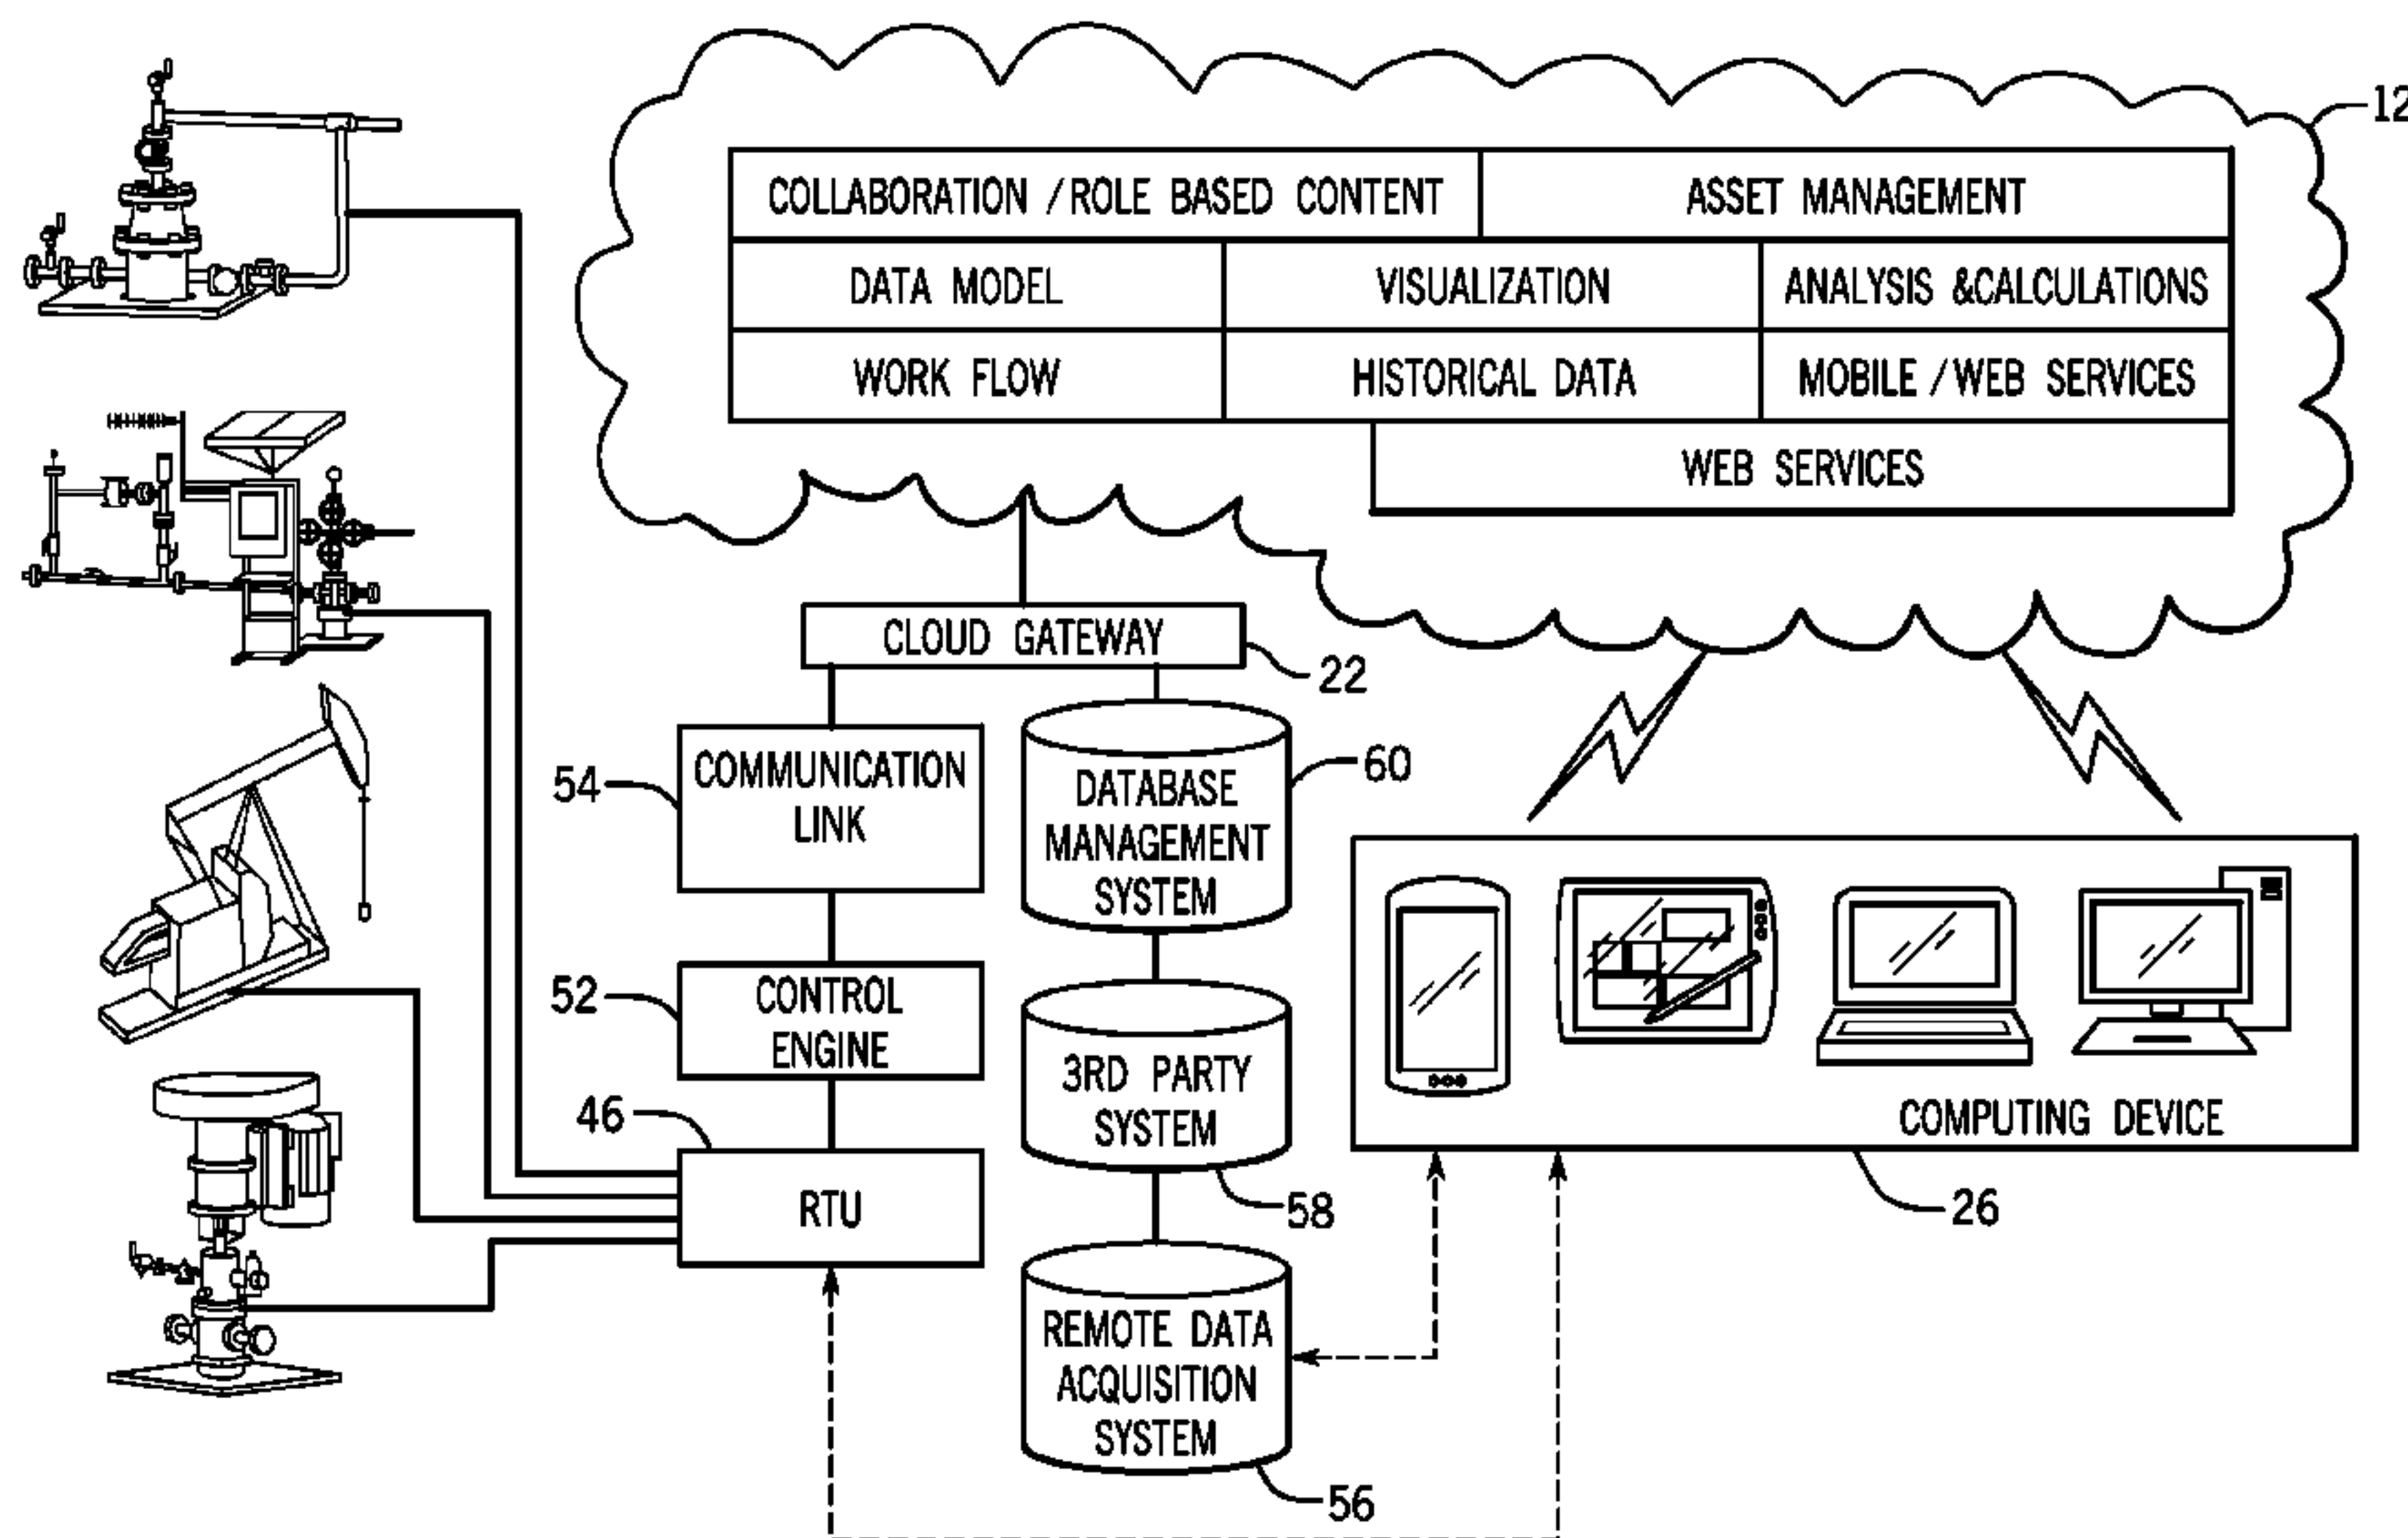 12
COLLABORATION / ROLE BASED CONTENT
ASSET MANAGEMENT
DATA MODEL
VISUALIZATION
ANALYSIS &CALCULATIONS
WORK FLOW
HISTORICAL DATA
MOBILE / WEB SERVICES
WEB SERVICES
CLOUD GATEWAY
22
54
COMMUNICATION
LINK
DATABASE
MANAGEMENT
SYSTEM
60
52
CONTROL
ENGINE
3RD PARTY
SYSTEM
58
46
RTU
REMOTE DATA
ACQUISITION
SYSTEM
56
COMPUTING DEVICE
26